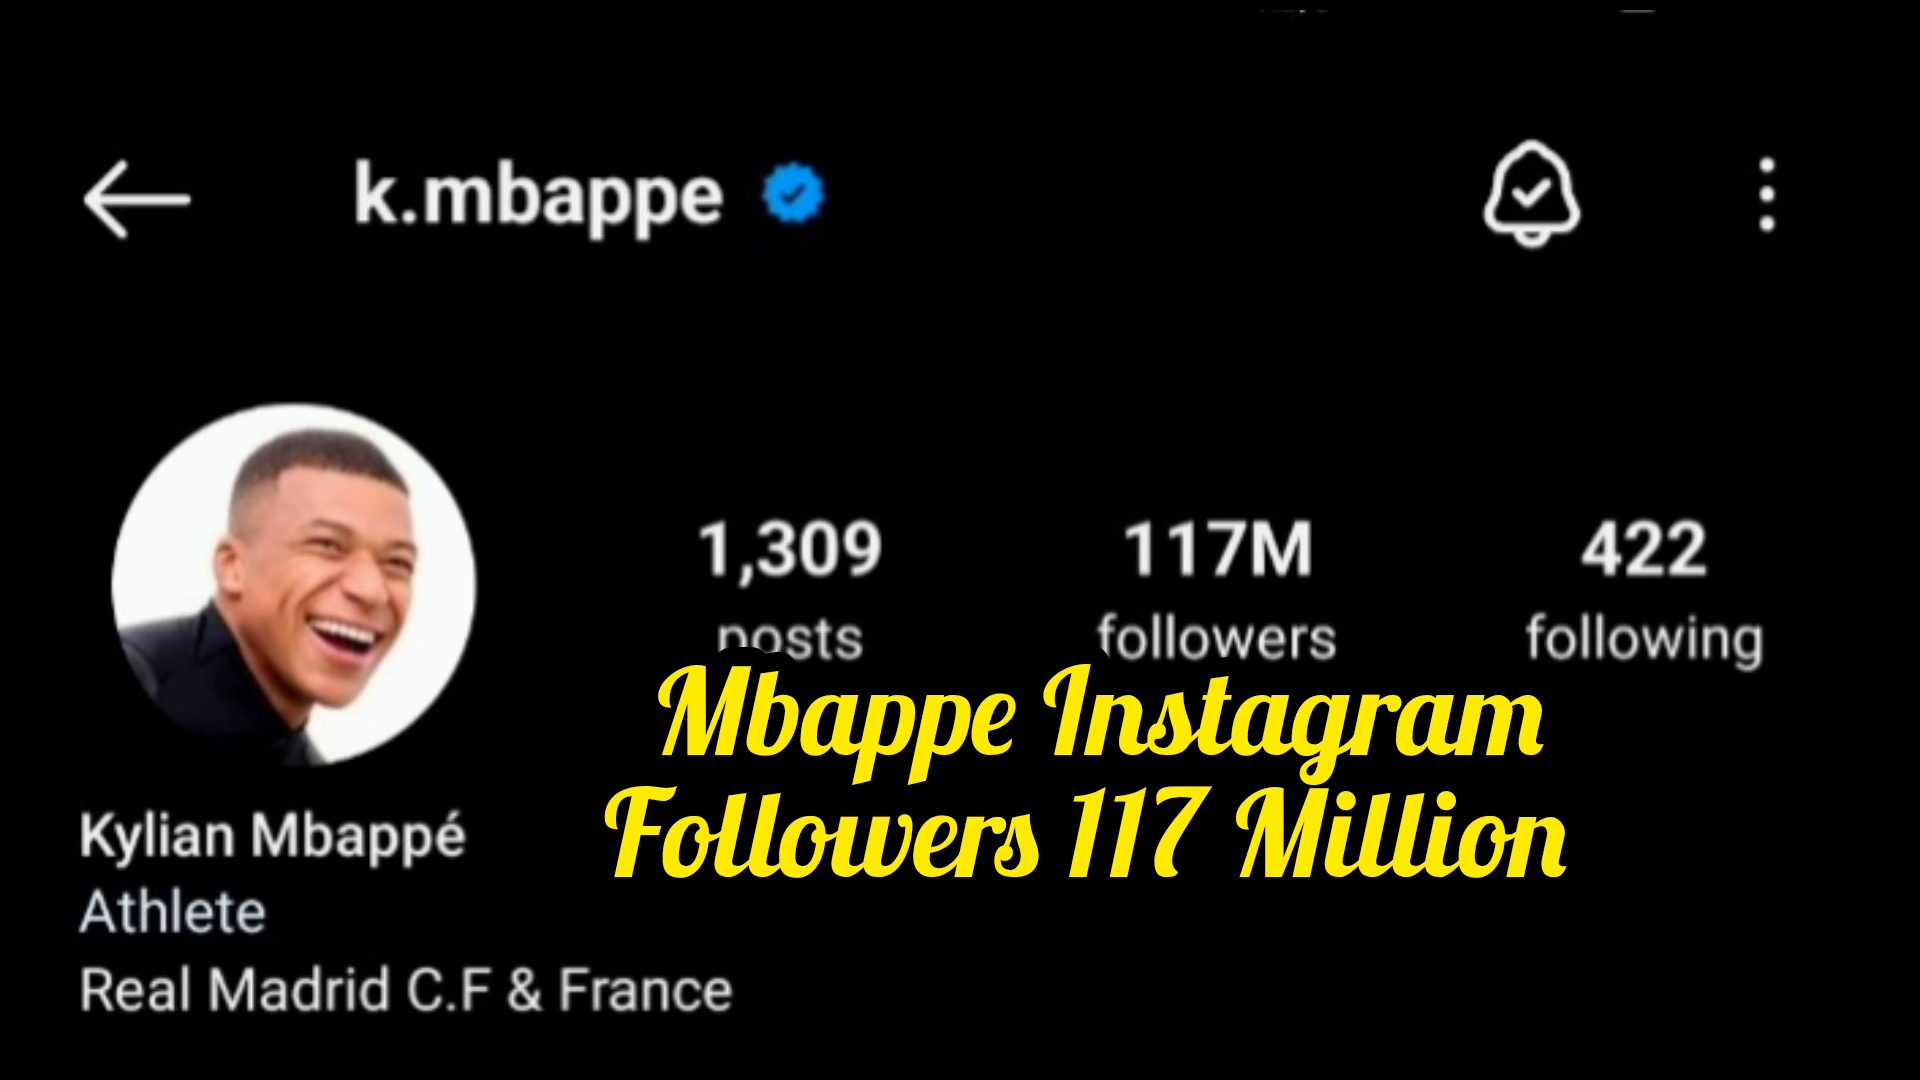 k.mbappe
1,309 117M 422
posts followers following
Mbappe Instagram
Followers 117 Million
Kylian Mbappé
Athlete
Real Madrid C.F & France